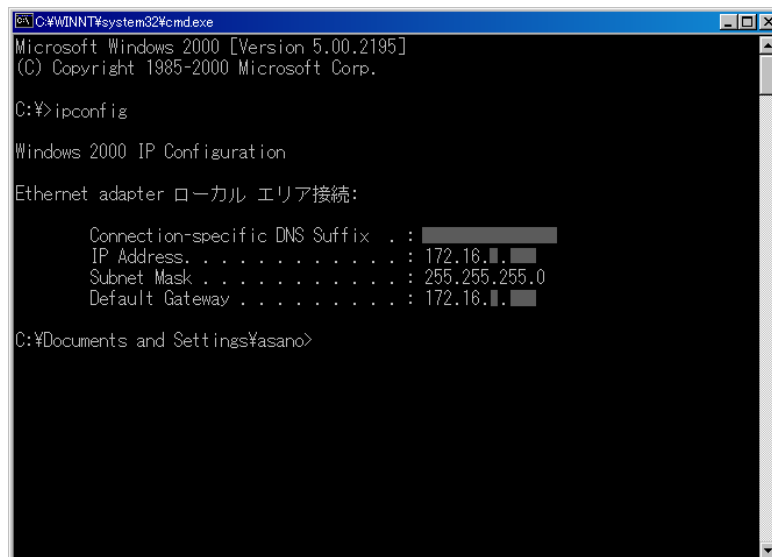 C:¥WINNT¥system32¥cmd.exe
Microsoft Windows 2000 [Version 5.00.2195]
(C) Copyright 1985-2000 Microsoft Corp.
C:¥>ipconfig
Windows 2000 IP Configuration
Ethernet adapter ローカル エリア接続:
Connection-specific DNS Suffix . :
IP Address. . . . . . . . . . . . : 172.16. .
Subnet Mask . . . . . . . . . . . : 255.255.255.0
Default Gateway . . . . . . . . . : 172.16. .
C:¥Documents and Settings¥asano>